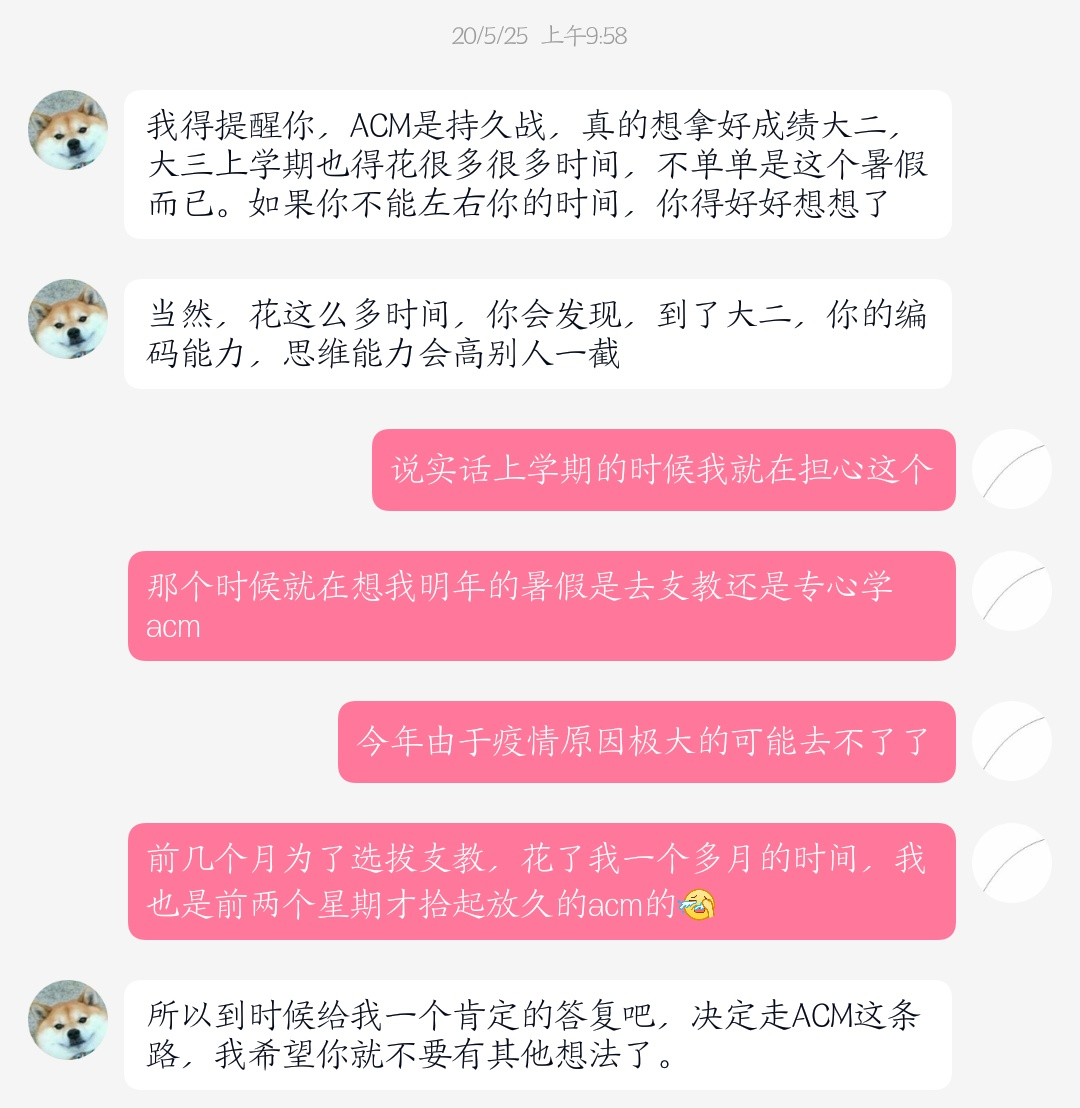 20/5/25 上午9:58
我得提醒你，ACM是持久战，真的想拿好成绩大二，
大三上学期也得花很多很多时间，不单单是这个暑假
而已。如果你不能左右你的时间，你得好好想想了
当然，花这么多时间，你会发现，到了大二，你的编
码能力，思维能力会高别人一截
说实话上学期的时候我就在担心这个
那个时候就在想我明年的暑假是去支教还是专心学
acm
今年由于疫情原因极大的可能去不了了
前几个月为了选拔支教，花了我一个多月的时间，我
也是前两个星期才拾起放久的acm的😭
所以到时候给我一个肯定的答复吧，决定走ACM这条
路，我希望你就不要有其他想法了。